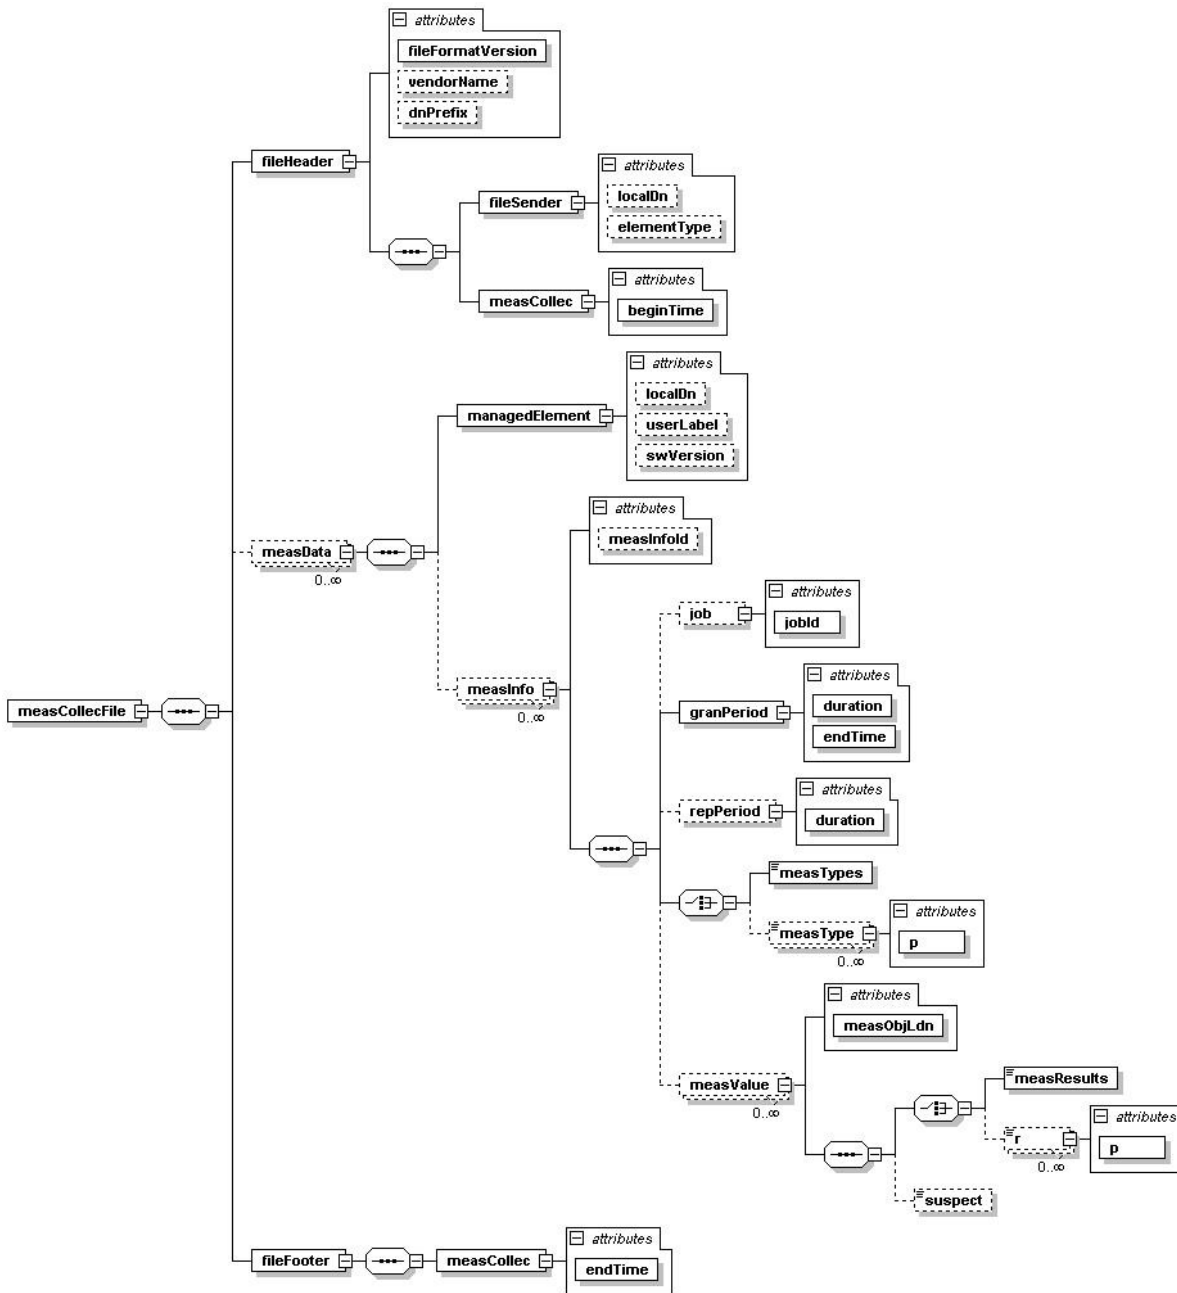 attributes
fileFormatVersion
vendorName
dnPrefix
fileHeader
attributes
fileSender
localDn
elementType
attributes
measCollec
beginTime
attributes
localDn
managedElement
userLabel
swVersion
attributes
measInfoId
measData
0..∞
attributes
job
jobId
attributes
measInfo
0..∞
duration
measCollecFile
granPeriod
endTime
attributes
repPeriod
duration
measTypes
attributes
measType
p
0..∞
attributes
measObjLdn
measResults
measValue
0..∞
attributes
r
p
0..∞
suspect
attributes
fileFooter
measCollec
endTime